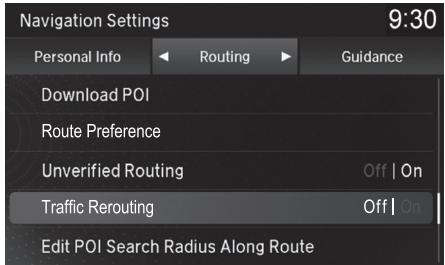 Navigation Settings 9:30
Personal Info ◄ Routing ► Guidance
Download POI
Route Preference
Unverified Routing Off | On
Traffic Rerouting Off | On
Edit POI Search Radius Along Route